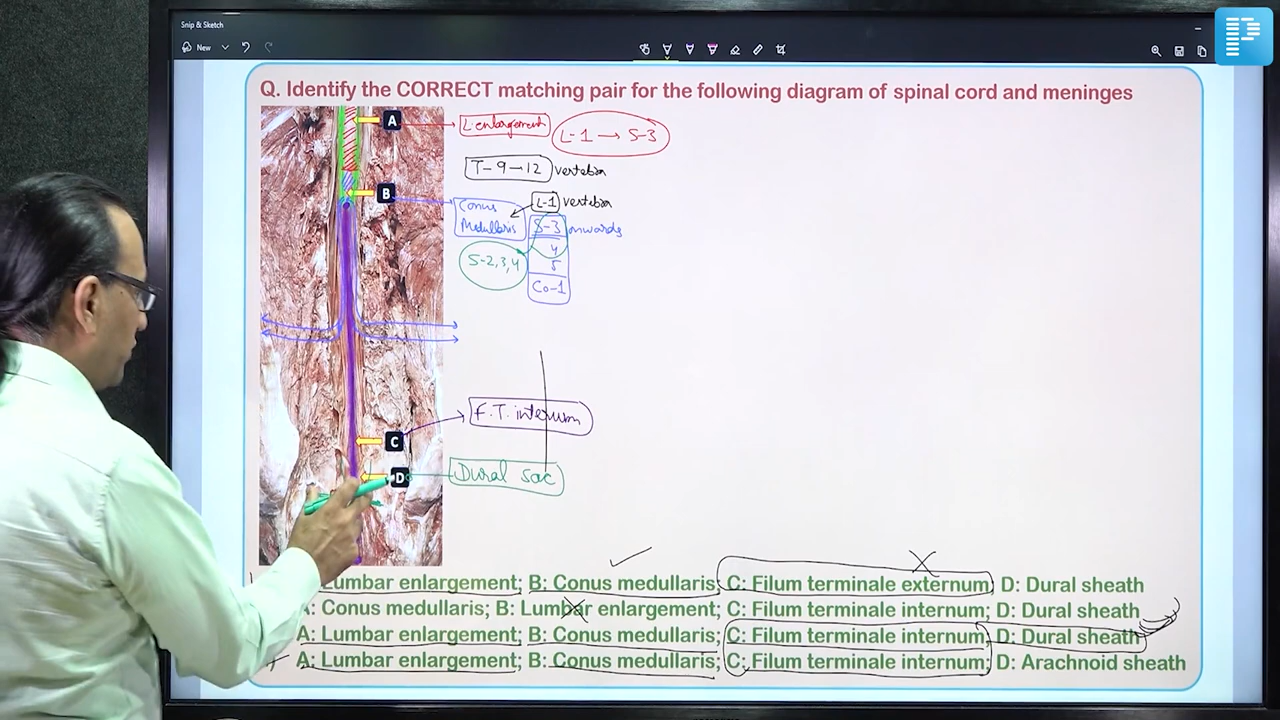 Snip & Sketch
New
Q. Identify the CORRECT matching pair for the following diagram of spinal cord and meninges
A
L-enlargement
L-1 → S-3
T-9→12 vertebra
B
L-1 vertebra
Conus
Medullaris
S-3 onwards
4
5
Co-1
S-2,3,4
C
F.T. internum
D
Dural sac
Lumbar enlargement; B: Conus medullaris; C: Filum terminale externum; D: Dural sheath
A: Conus medullaris; B: Lumbar enlargement; C: Filum terminale internum; D: Dural sheath
A: Lumbar enlargement; B: Conus medullaris; C: Filum terminale internum; D: Dural sheath
A: Lumbar enlargement; B: Conus medullaris; C: Filum terminale internum; D: Arachnoid sheath